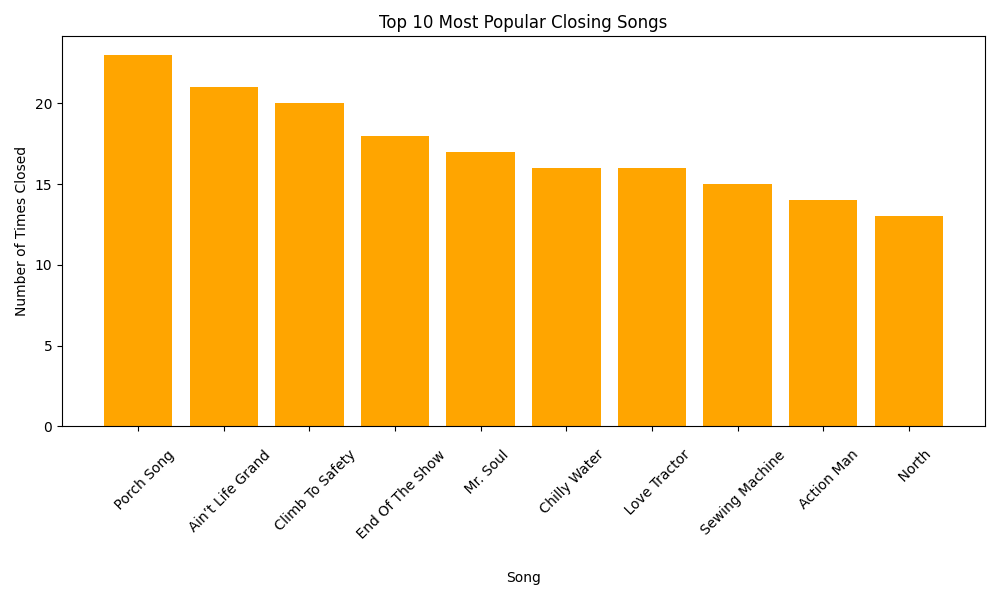 Top 10 Most Popular Closing Songs
Number of Times Closed
20
15
10
5
0
Porch Song
Ain't Life Grand
Climb To Safety
End Of The Show
Mr. Soul
Chilly Water
Love Tractor
Sewing Machine
Action Man
North
Song